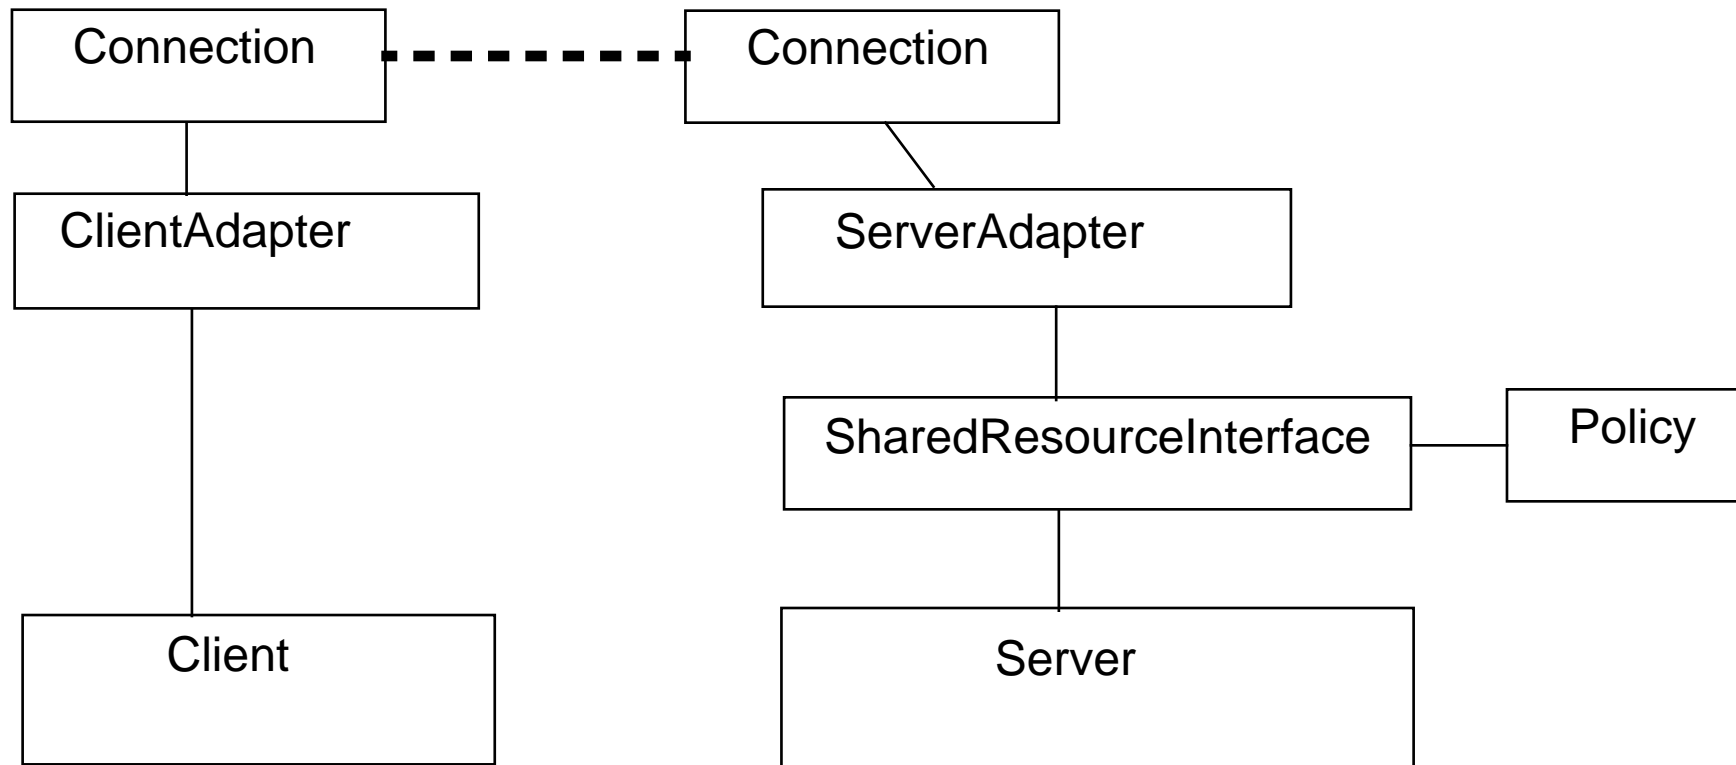 Connection
Connection
ClientAdapter
ServerAdapter
SharedResourceInterface
Policy
Client
Server